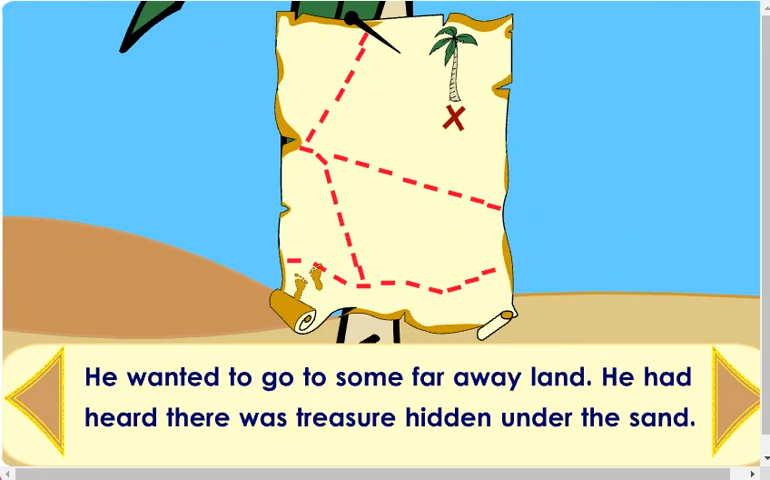 He wanted to go to some far away land. He had
heard there was treasure hidden under the sand.